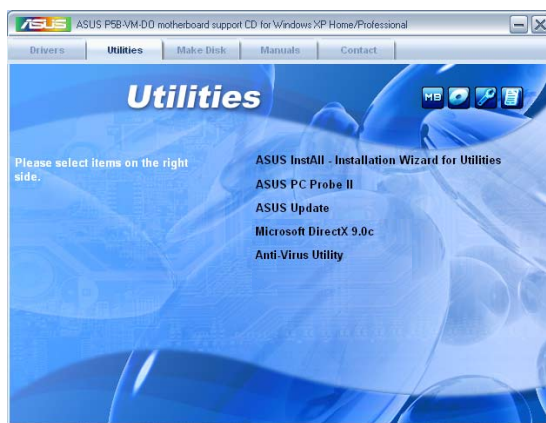 ASUS ASUS P5B-VM-DO motherboard support CD for Windows XP Home/Professional
Drivers Utilities Make Disk Manuals Contact
Utilities
MB
Please select items on the right
side.
ASUS InstAll - Installation Wizard for Utilities
ASUS PC Probe II
ASUS Update
Microsoft DirectX 9.0c
Anti-Virus Utility